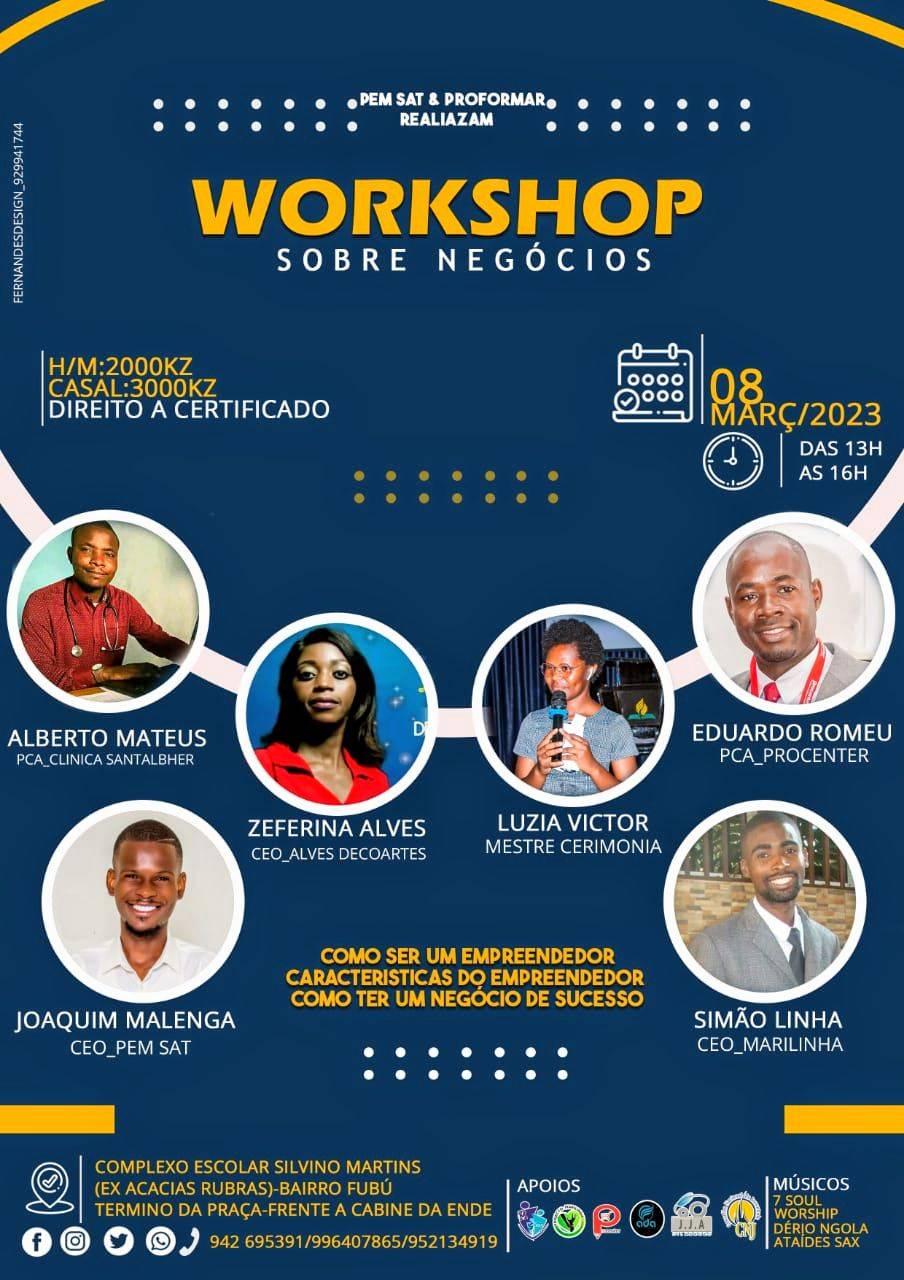 PEM SAT & PROFORMAR
REALIAZAM
FERNANDESDESIGN_929941744
WORKSHOP
SOBRE NEGÓCIOS
H/M:2000KZ
CASAL:3000KZ
DIREITO A CERTIFICADO
08
MARÇ/2023
DAS 13H
AS 16H
ALBERTO MATEUS
PCA_CLINICA SANTALBHER
ZEFERINA ALVES
CEO_ALVES DECOARTES
LUZIA VICTOR
MESTRE CERIMONIA
EDUARDO ROMEU
PCA_PROCENTER
JOAQUIM MALENGA
CEO_PEM SAT
COMO SER UM EMPREENDEDOR
CARACTERISTICAS DO EMPREENDEDOR
COMO TER UM NEGÓCIO DE SUCESSO
SIMÃO LINHA
CEO_MARILINHA
COMPLEXO ESCOLAR SILVINO MARTINS
(EX ACACIAS RUBRAS)-BAIRRO FUBÚ
TERMINO DA PRAÇA-FRENTE A CABINE DA ENDE
942 695391/996407865/952134919
APOIOS
ada
J.J.A
MÚSICOS
7 SOUL
WORSHIP
DÉRIO NGOLA
ATAÍDES SAX